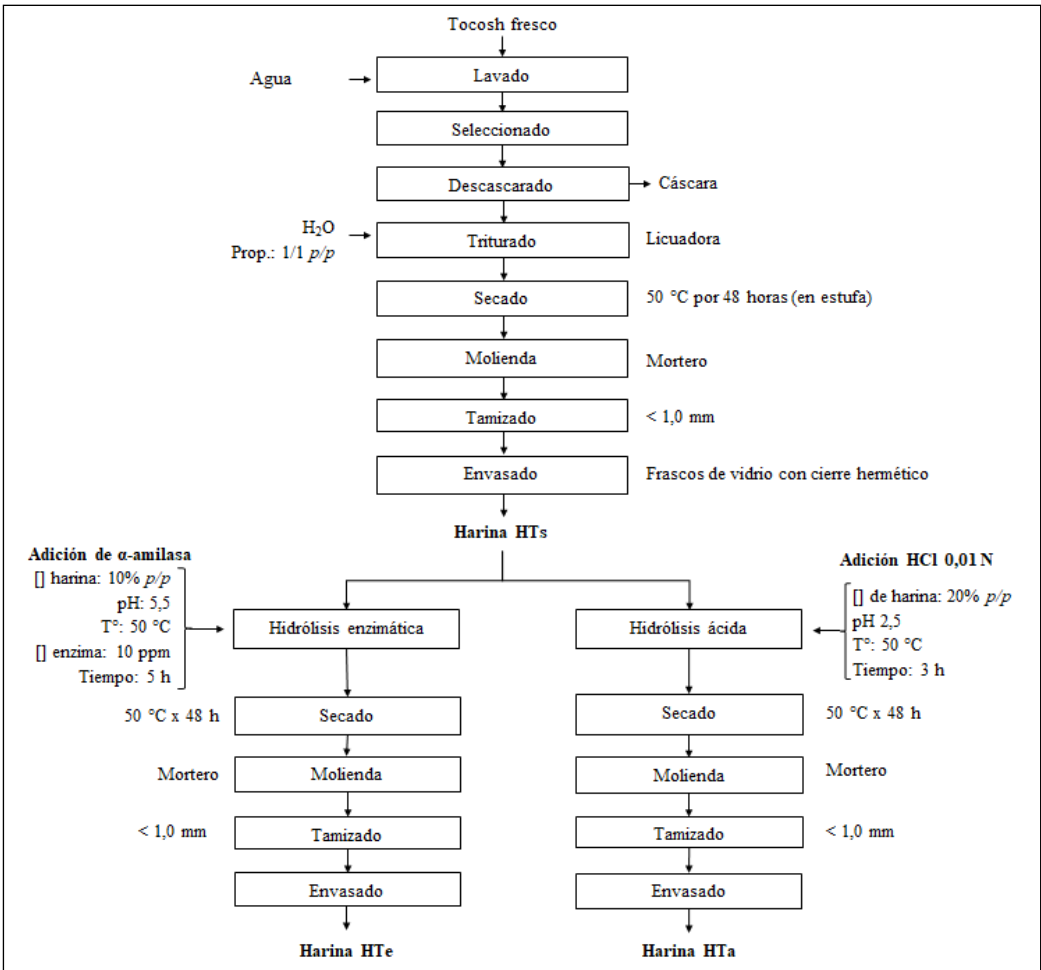 Tocosh fresco
Agua
Lavado
Seleccionado
Descascarado
Cáscara
H₂O
Prop.: 1/1 p/p
Triturado
Licuadora
Secado
50 °C por 48 horas (en estufa)
Molienda
Mortero
Tamizado
< 1,0 mm
Envasado
Frascos de vidrio con cierre hermético
Harina HTs
Adición de α-amilasa
[] harina: 10% p/p
pH: 5,5
T°: 50 °C
[] enzima: 10 ppm
Tiempo: 5 h
Hidrólisis enzimática
Hidrólisis ácida
Adición HCl 0,01 N
[] de harina: 20% p/p
pH 2,5
T°: 50 °C
Tiempo: 3 h
50 °C x 48 h
Secado
Secado
50 °C x 48 h
Mortero
Molienda
Molienda
Mortero
< 1,0 mm
Tamizado
Tamizado
< 1,0 mm
Envasado
Envasado
Harina HTe
Harina HTa